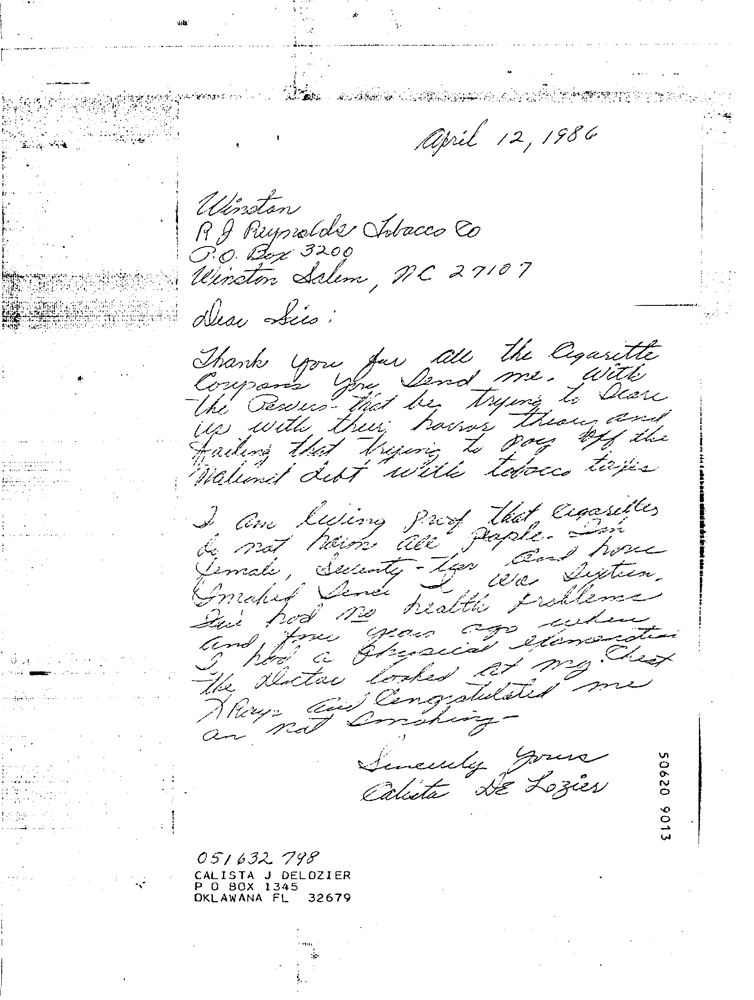 April 12, 1986
Winston
R J Reynolds Tobacco Co
P.O. Box 3200
Winston Salem, NC 27107
Dear Sirs:
Thank you for all the Cigarette
Coupons you send me. With
the Powers that be trying to Scare
us with their horror and
that trying to pay off the
National debt with tobacco taxes
I am living proof that Cigarettes
do not harm all people. I'm
female, Seventy-two and have
Smoked Since I was Sixteen.
I've had no health problems
and four years ago when
I had a Physical examination
the doctor looked at my Chest
XRays and Congratulated me
on not Smoking-
Sincerely yours
Calista De Lozier
50620 9013
051632 798
CALISTA J DELOZIER
P O BOX 1345
OKLAWANA FL 32679